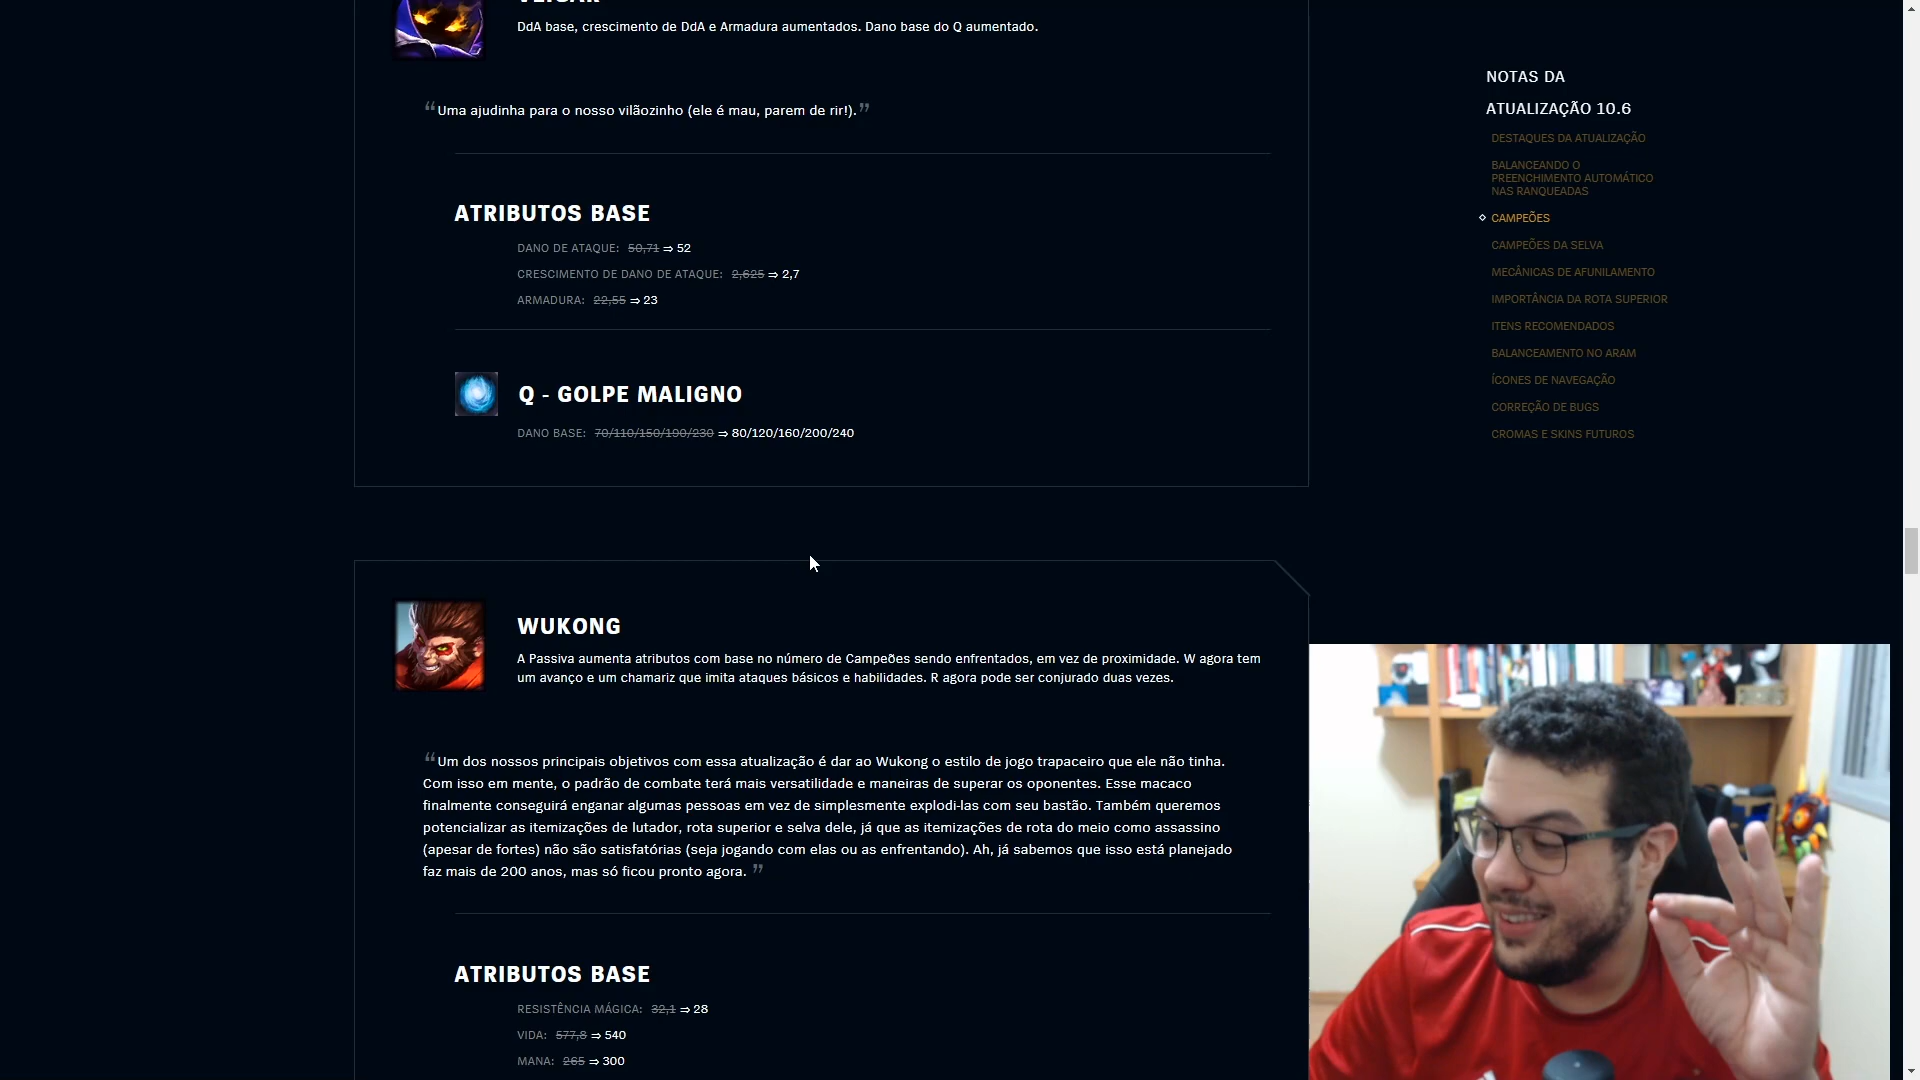 DdA base, crescimento de DdA e Armadura aumentados. Dano base do Q aumentado.
“Uma ajudinha para o nosso vilãozinho (ele é mau, parem de rir!).”
ATRIBUTOS BASE
DANO DE ATAQUE: 50,71 ⇒ 52
CRESCIMENTO DE DANO DE ATAQUE: 2,625 ⇒ 2,7
ARMADURA: 22,55 ⇒ 23
Q - GOLPE MALIGNO
DANO BASE: 70/110/150/190/230 ⇒ 80/120/160/200/240
WUKONG
A Passiva aumenta atributos com base no número de Campeões sendo enfrentados, em vez de proximidade. W agora tem
um avanço e um chamariz que imita ataques básicos e habilidades. R agora pode ser conjurado duas vezes.
“Um dos nossos principais objetivos com essa atualização é dar ao Wukong o estilo de jogo trapaceiro que ele não tinha.
Com isso em mente, o padrão de combate terá mais versatilidade e maneiras de superar os oponentes. Esse macaco
finalmente conseguirá enganar algumas pessoas em vez de simplesmente explodi-las com seu bastão. Também queremos
potencializar as itemizações de lutador, rota superior e selva dele, já que as itemizações de rota do meio como assassino
(apesar de fortes) não são satisfatórias (seja jogando com elas ou as enfrentando). Ah, já sabemos que isso está planejado
faz mais de 200 anos, mas só ficou pronto agora. ”
ATRIBUTOS BASE
RESISTÊNCIA MÁGICA: 32,1 ⇒ 28
VIDA: 577,8 ⇒ 540
MANA: 265 ⇒ 300
NOTAS DA
ATUALIZAÇÃO 10.6
DESTAQUES DA ATUALIZAÇÃO
BALANCEANDO O
PREENCHIMENTO AUTOMÁTICO
NAS RANQUEADAS
CAMPEÕES
CAMPEÕES DA SELVA
MECÂNICAS DE AFUNILAMENTO
IMPORTÂNCIA DA ROTA SUPERIOR
ITENS RECOMENDADOS
BALANCEAMENTO NO ARAM
ÍCONES DE NAVEGAÇÃO
CORREÇÃO DE BUGS
CROMAS E SKINS FUTUROS